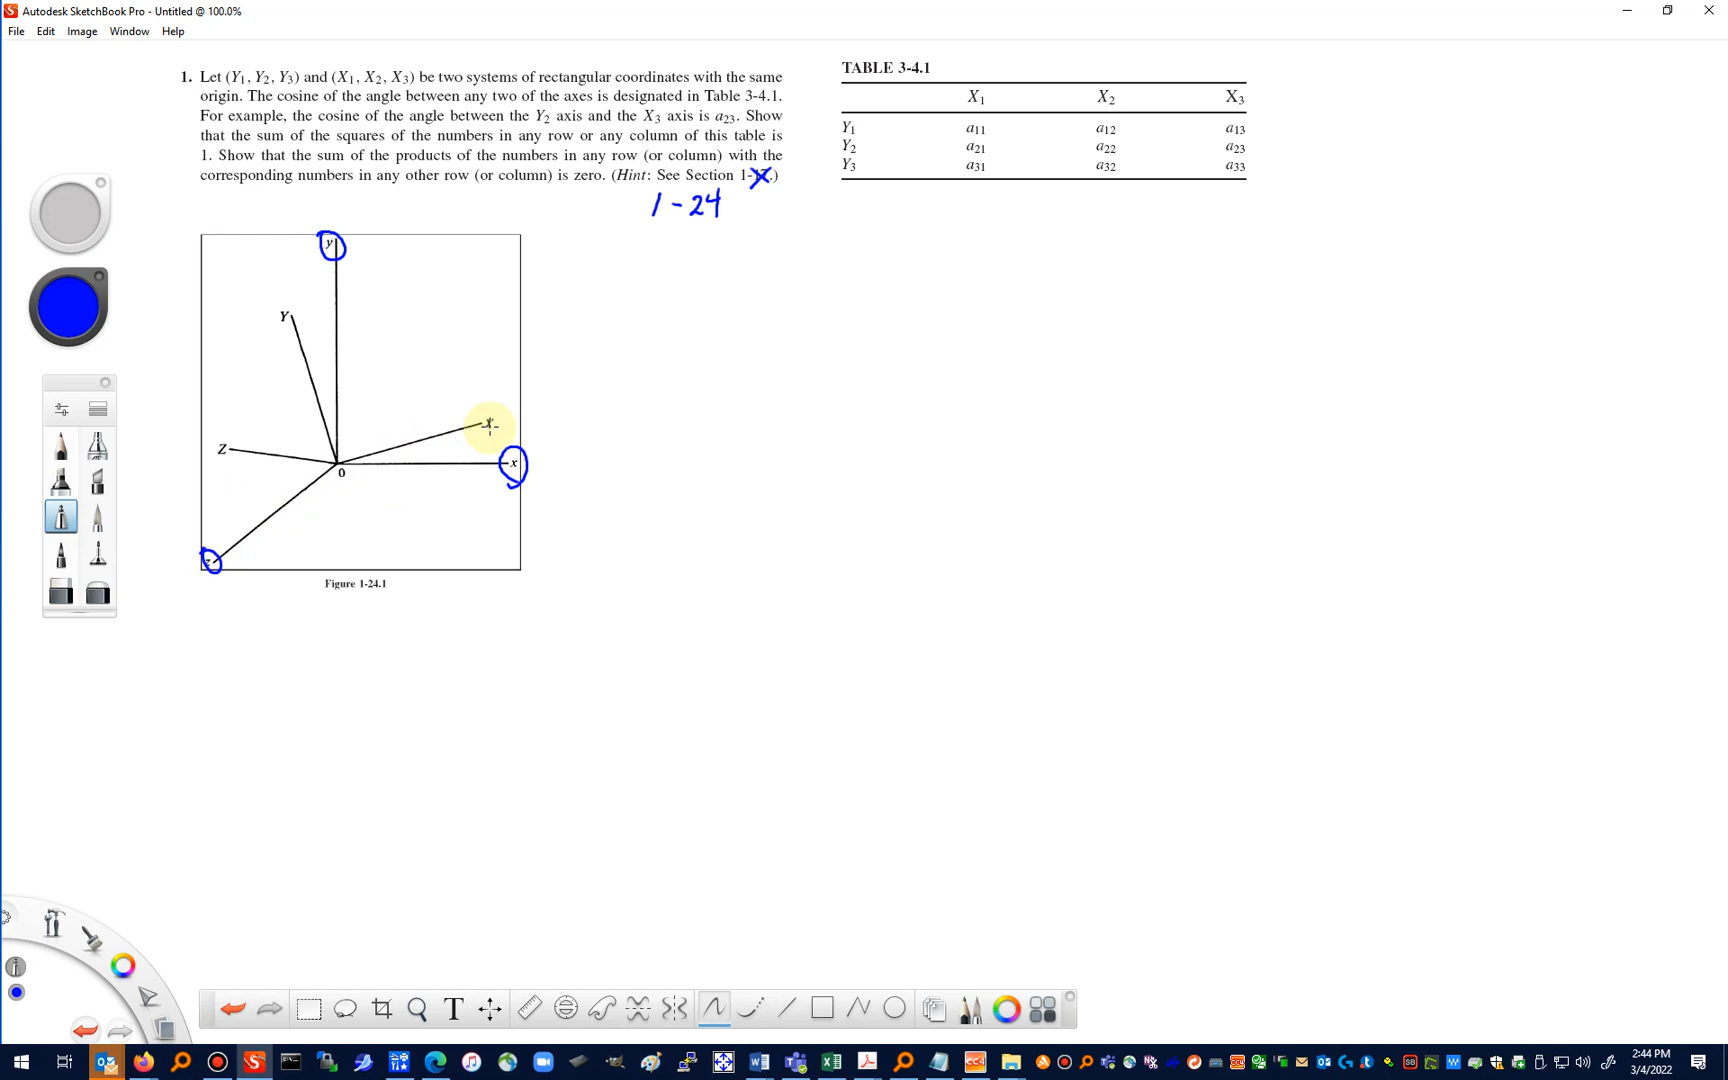 Autodesk SketchBook Pro - Untitled @ 100.0%
File Edit Image Window Help
1. Let (Y1, Y2, Y3) and (X1, X2, X3) be two systems of rectangular coordinates with the same
origin. The cosine of the angle between any two of the axes is designated in Table 3-4.1.
For example, the cosine of the angle between the Y2 axis and the X3 axis is a23. Show
that the sum of the squares of the numbers in any row or any column of this table is
1. Show that the sum of the products of the numbers in any row (or column) with the
corresponding numbers in any other row (or column) is zero. (Hint: See Section 1-
.)
1-24
TABLE 3-4.1
X1 X2 X3
Y1 a11 a12 a13
Y2 a21 a22 a23
Y3 a31 a32 a33
y
Y
Z
x
0
Figure 1-24.1
T
2:44 PM
3/4/2022